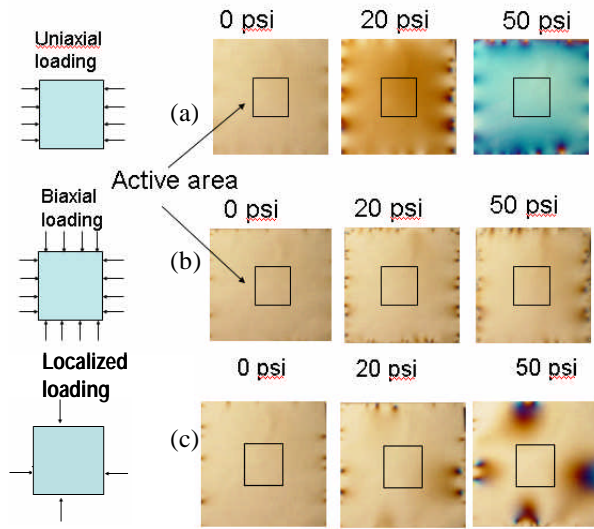 Uniaxial
loading
0 psi
20 psi
50 psi
(a)
Active area
Biaxial
loading
0 psi
20 psi
50 psi
(b)
Localized
loading
0 psi
20 psi
50 psi
(c)